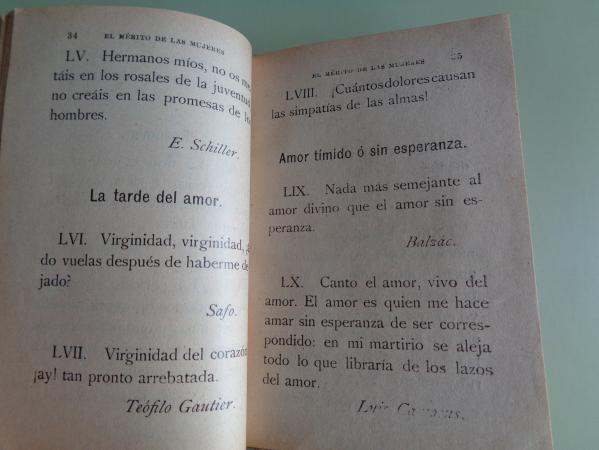 34 EL MÉRITO DE LAS MUJERES
LV. Hermanos míos, no os me
táis en los rosales de la juventud
no creáis en las promesas de lo
hombres.
E. Schiller.
La tarde del amor.
LVI. Virginidad, virginidad, ¿
do vuelas después de haberme de
jado?
Safo.
LVII. Virginidad del corazón
¡ay! tan pronto arrebatada.
Teófilo Gautier.
EL MÉRITO DE LAS MUJERES 35
LVIII. ¡Cuántos dolores causan
las simpatías de las almas!
Amor tímido ó sin esperanza.
LIX. Nada más semejante al
amor divino que el amor sin es-
peranza.
Balzác.
LX. Canto el amor, vivo del
amor. El amor es quien me hace
amar sin esperanza de ser corres-
pondido: en mi martirio se aleja
todo lo que libraría de los lazos
del amor.
Luis